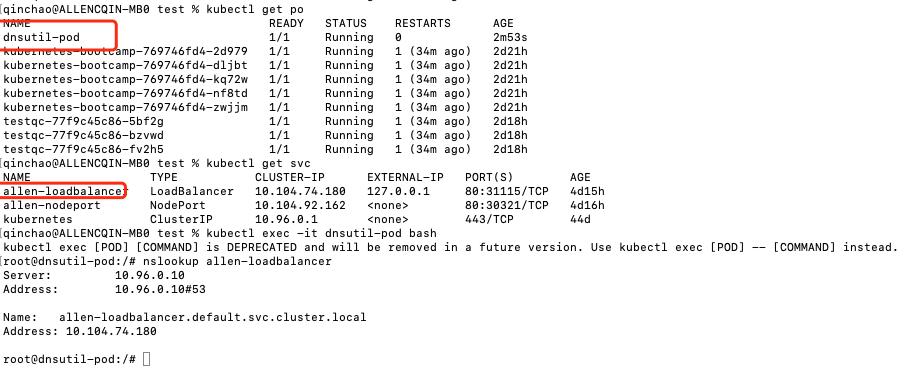 [qinchao@ALLENCQIN-MB0 test % kubectl get po
NAME READY STATUS RESTARTS AGE
dnsutil-pod 1/1 Running 0 2m53s
kubernetes-bootcamp-769746fd4-2d979 1/1 Running 1 (34m ago) 2d21h
kubernetes-bootcamp-769746fd4-dljbt 1/1 Running 1 (34m ago) 2d21h
kubernetes-bootcamp-769746fd4-kq72w 1/1 Running 1 (34m ago) 2d21h
kubernetes-bootcamp-769746fd4-nf8td 1/1 Running 1 (34m ago) 2d21h
kubernetes-bootcamp-769746fd4-zwjjm 1/1 Running 1 (34m ago) 2d21h
testqc-77f9c45c86-5bf2g 1/1 Running 1 (34m ago) 2d18h
testqc-77f9c45c86-bzvwd 1/1 Running 1 (34m ago) 2d18h
testqc-77f9c45c86-fv2h5 1/1 Running 1 (34m ago) 2d18h
[qinchao@ALLENCQIN-MB0 test % kubectl get svc
NAME TYPE CLUSTER-IP EXTERNAL-IP PORT(S) AGE
allen-loadbalancer LoadBalancer 10.104.74.180 127.0.0.1 80:31115/TCP 4d15h
allen-nodeport NodePort 10.104.92.162 <none> 80:30321/TCP 4d16h
kubernetes ClusterIP 10.96.0.1 <none> 443/TCP 44d
[qinchao@ALLENCQIN-MB0 test % kubectl exec -it dnsutil-pod bash
kubectl exec [POD] [COMMAND] is DEPRECATED and will be removed in a future version. Use kubectl exec [POD] -- [COMMAND] instead.
[root@dnsutil-pod:/# nslookup allen-loadbalancer
Server: 10.96.0.10
Address: 10.96.0.10#53
Name: allen-loadbalancer.default.svc.cluster.local
Address: 10.104.74.180
root@dnsutil-pod:/#